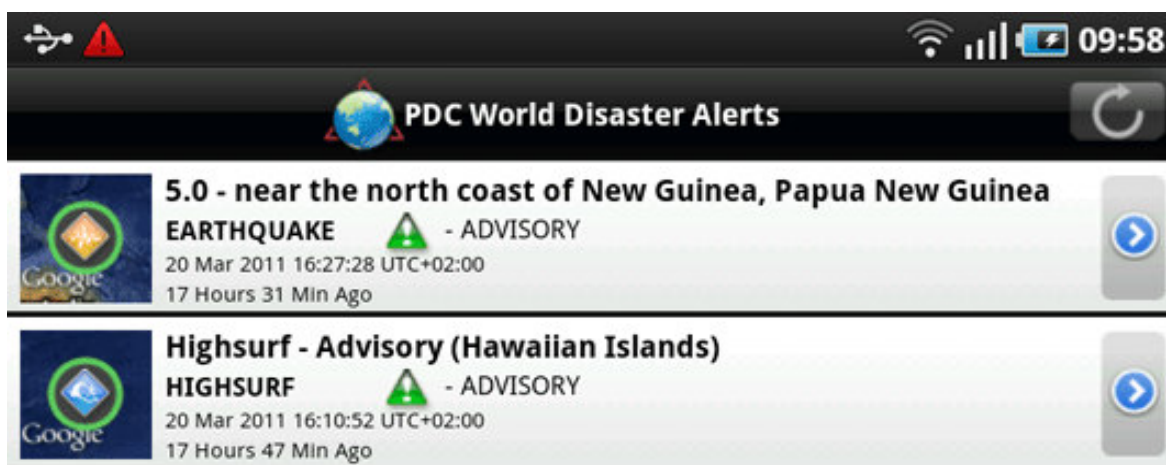 09:58
PDC World Disaster Alerts
5.0 - near the north coast of New Guinea, Papua New Guinea
EARTHQUAKE - ADVISORY
20 Mar 2011 16:27:28 UTC+02:00
17 Hours 31 Min Ago
Google
Highsurf - Advisory (Hawaiian Islands)
HIGHSURF - ADVISORY
20 Mar 2011 16:10:52 UTC+02:00
17 Hours 47 Min Ago
Google